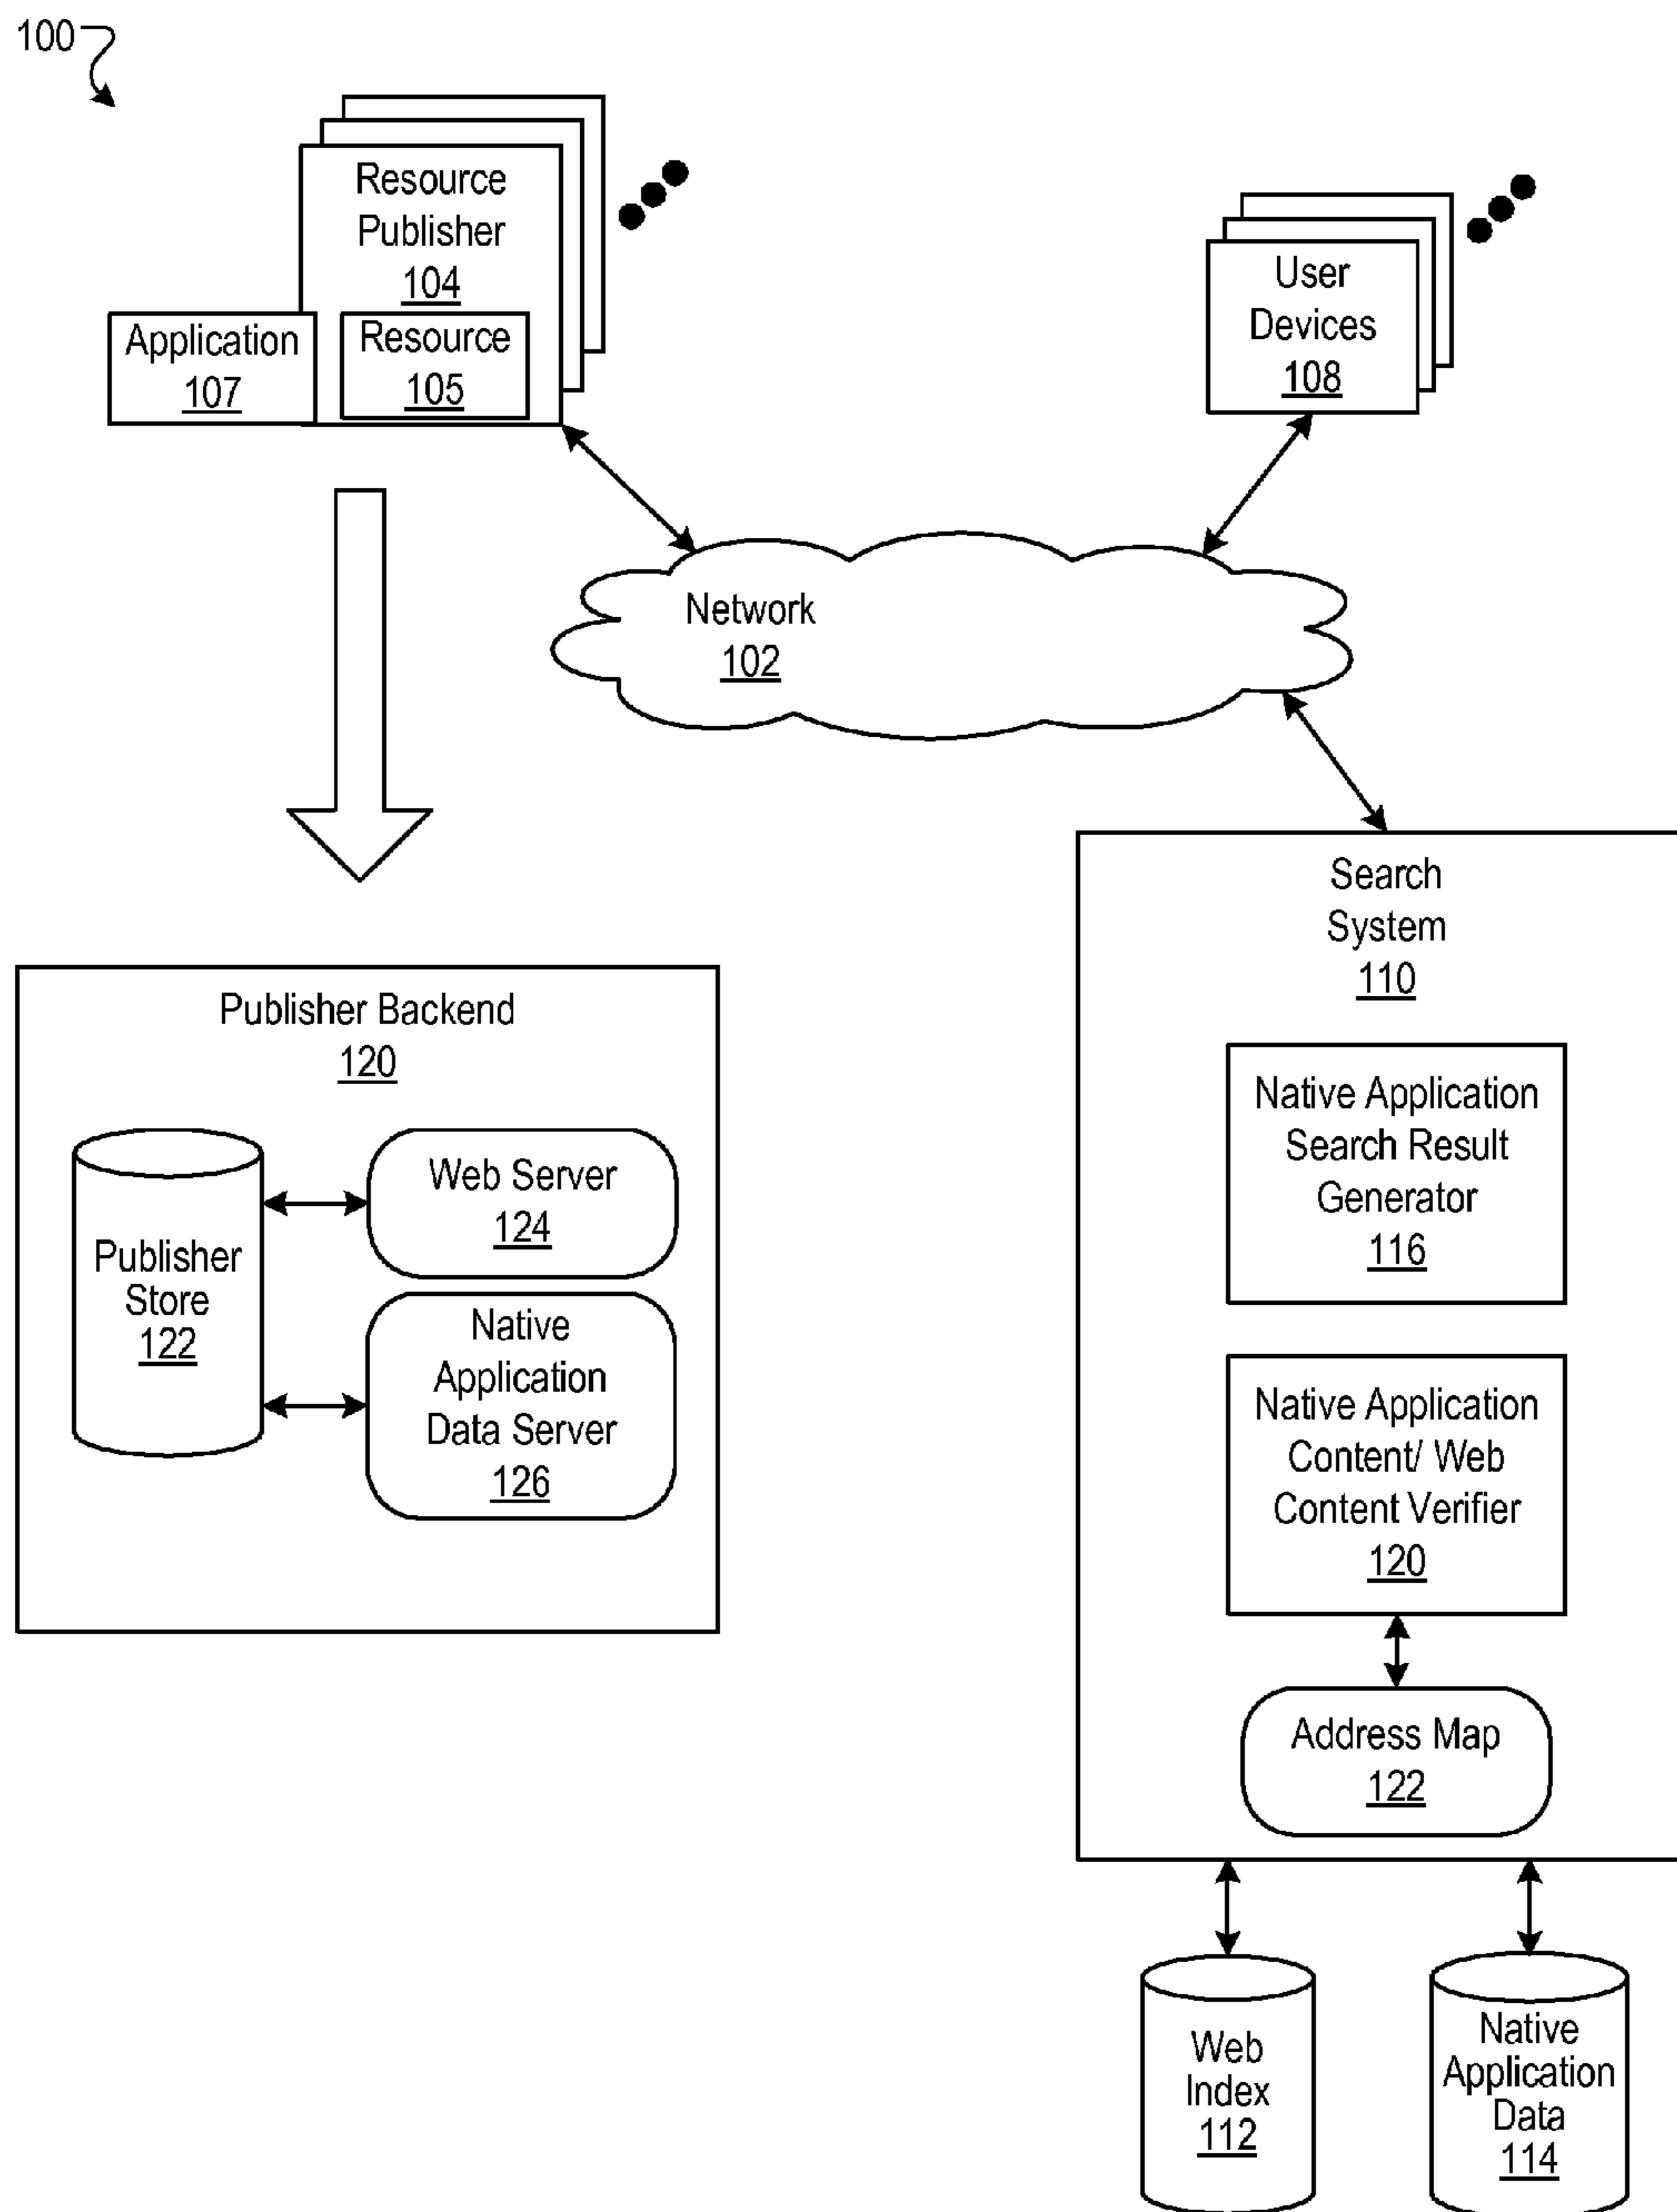 100
Resource
Publisher
104
Application
107
Resource
105
User
Devices
108
Network
102
Search
System
110
Publisher Backend
120
Publisher
Store
122
Web Server
124
Native
Application
Data Server
126
Native Application
Search Result
Generator
116
Native Application
Content/ Web
Content Verifier
120
Address Map
122
Web
Index
112
Native
Application
Data
114